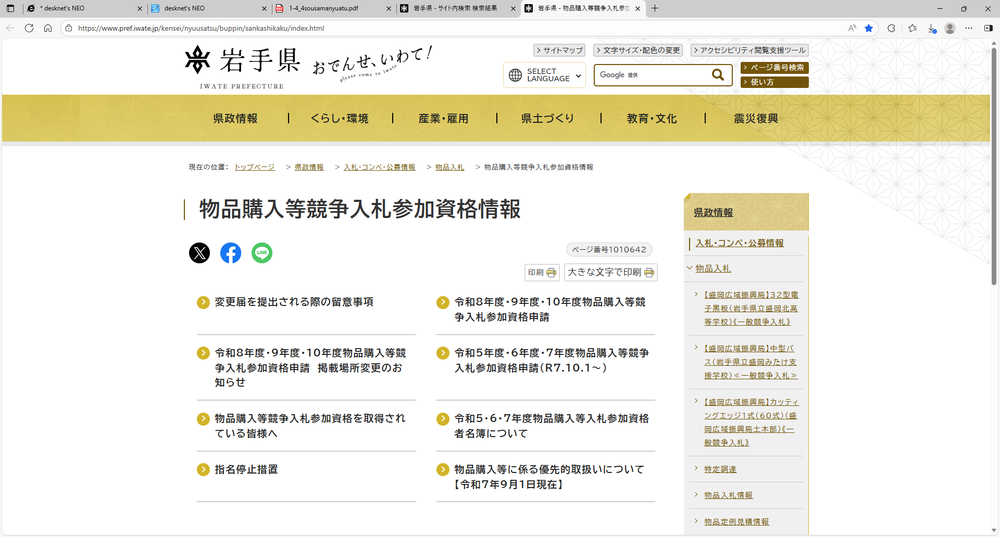 * desknet's NEO
desknet's NEO
1-4_4sousamanyuatu.pdf
岩手県 - サイト内検索 検索結果
岩手県 - 物品購入等競争入札参加
https://www.pref.iwate.jp/kensei/nyuusatsu/buppin/sankashikaku/index.html
岩手県
IWATE PREFECTURE
おでんせ、いわて!
please come to iwate
サイトマップ
文字サイズ・配色の変更
アクセシビリティ閲覧支援ツール
SELECT
LANGUAGE
Google 提供
ページ番号検索
使い方
県政情報
くらし・環境
産業・雇用
県土づくり
教育・文化
震災復興
現在の位置： トップページ > 県政情報 > 入札・コンペ・公募情報 > 物品入札 > 物品購入等競争入札参加資格情報
物品購入等競争入札参加資格情報
LINE
ページ番号1010642
印刷
大きな文字で印刷
変更届を提出される際の留意事項
令和8年度・9年度・10年度物品購入等競
争入札参加資格申請
令和8年度・9年度・10年度物品購入等競
争入札参加資格申請 掲載場所変更のお
知らせ
令和5年度・6年度・7年度物品購入等競争
入札参加資格申請(R7.10.1~)
物品購入等競争入札参加資格を取得され
ている皆様へ
令和5・6・7年度物品購入等入札参加資格
者名簿について
指名停止措置
物品購入等に係る優先的取扱いについて
【令和7年9月1日現在】
県政情報
入札・コンペ・公募情報
物品入札
【盛岡広域振興局】32型電
子黒板（岩手県立盛岡北高
等学校）《一般競争入札》
【盛岡広域振興局】中型バ
ス（岩手県立盛岡みたけ支
援学校）≪一般競争入札≫
【盛岡広域振興局】カッティ
ングエッジ1式（60式）（盛
岡広域振興局土木部）《一
般競争入札》
特定調達
物品入札情報
物品定例見積情報